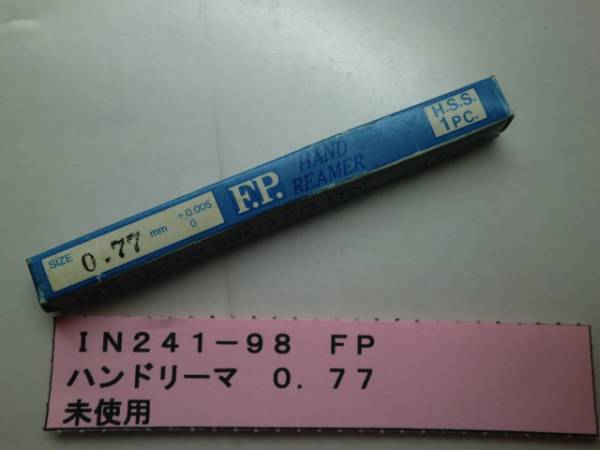 H.S.S.
1PC.
F.P. HAND
REAMER
SIZE 0.77 mm +0.005
0
IN241-98 FP
ハンドリーマ 0.77
未使用